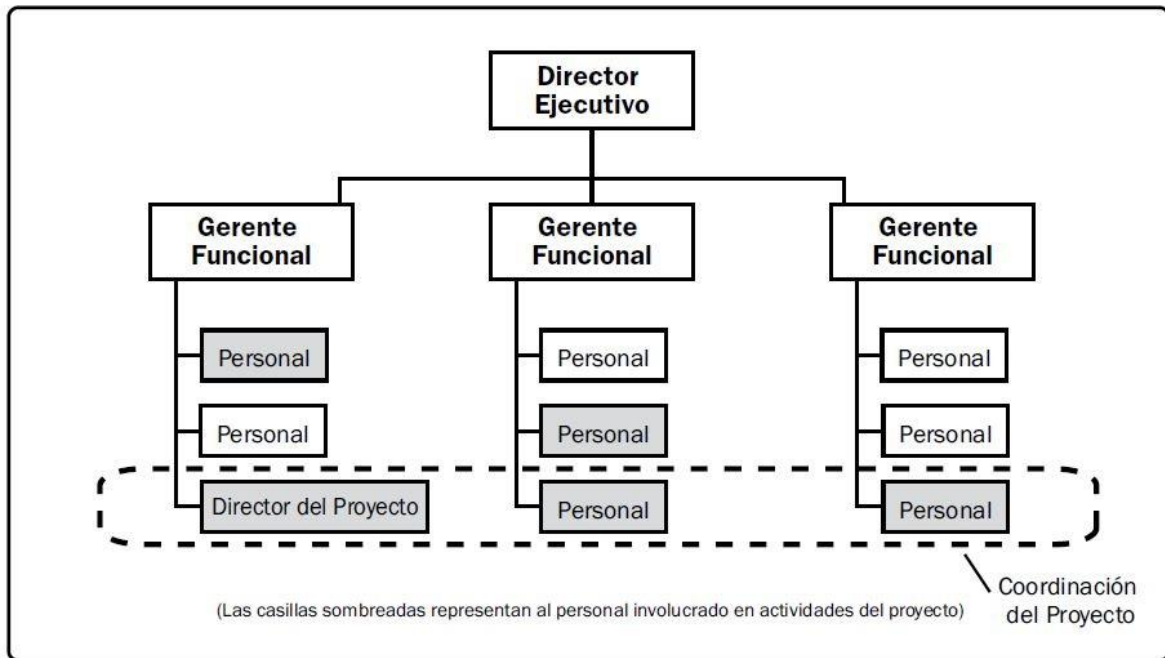 Director
Ejecutivo
Gerente
Funcional
Gerente
Funcional
Gerente
Funcional
Personal
Personal
Personal
Personal
Personal
Personal
Director del Proyecto
Personal
Personal
Coordinación
del Proyecto
(Las casillas sombreadas representan al personal involucrado en actividades del proyecto)